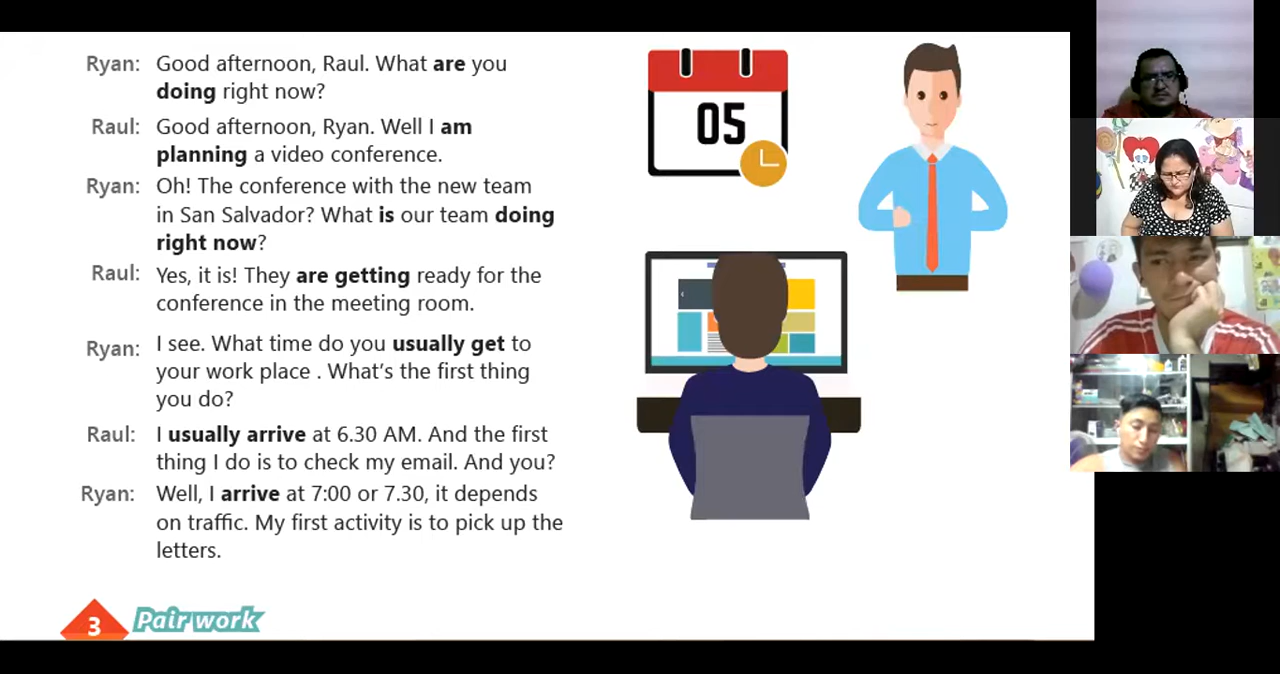 Ryan: Good afternoon, Raul. What are you
doing right now?
Raul: Good afternoon, Ryan. Well I am
planning a video conference.
Ryan: Oh! The conference with the new team
in San Salvador? What is our team doing
right now?
Raul: Yes, it is! They are getting ready for the
conference in the meeting room.
Ryan: I see. What time do you usually get to
your work place . What's the first thing
you do?
Raul: I usually arrive at 6.30 AM. And the first
thing I do is to check my email. And you?
Ryan: Well, I arrive at 7:00 or 7.30, it depends
on traffic. My first activity is to pick up the
letters.
05
3 Pair work